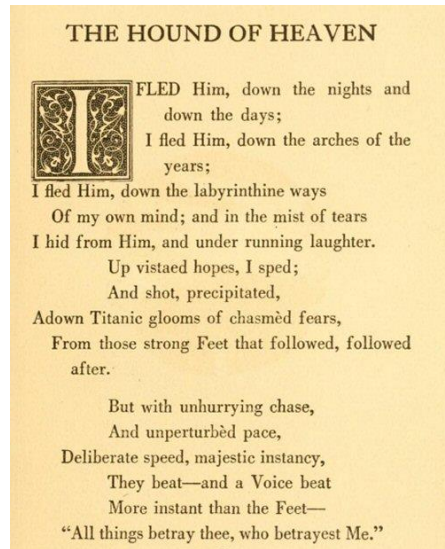 THE HOUND OF HEAVEN
I FLED Him, down the nights and
down the days;
I fled Him, down the arches of the
years;
I fled Him, down the labyrinthine ways
Of my own mind; and in the mist of tears
I hid from Him, and under running laughter.
Up vistaed hopes, I sped;
And shot, precipitated,
Adown Titanic glooms of chasmèd fears,
From those strong Feet that followed, followed
after.
But with unhurrying chase,
And unperturbèd pace,
Deliberate speed, majestic instancy,
They beat—and a Voice beat
More instant than the Feet—
“All things betray thee, who betrayest Me.”